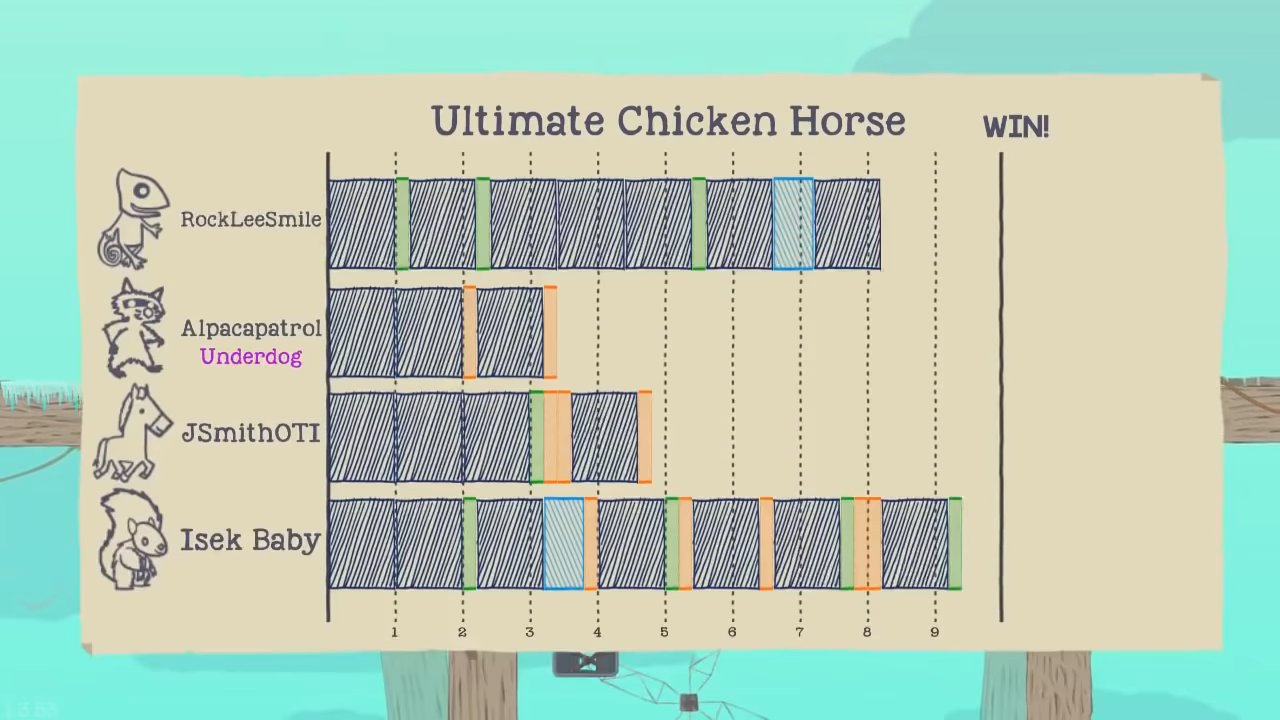 Ultimate Chicken Horse
WIN!
RockLeeSmile
Alpacapatrol
Underdog
JSmithOTI
Isek Baby
1 2 3 4 5 6 7 8 9